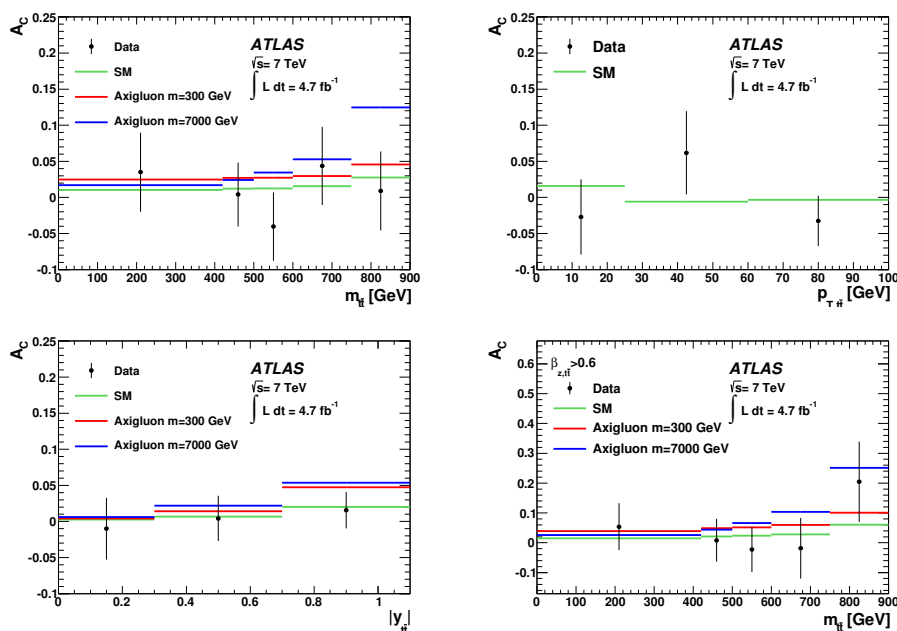 A_C
0.25
0.2
0.15
0.1
0.05
0
-0.05
-0.1
Data
SM
Axigluon m=300 GeV
Axigluon m=7000 GeV
ATLAS
√s= 7 TeV
∫ L dt = 4.7 fb⁻¹
0 100 200 300 400 500 600 700 800 900
m_tt̄ [GeV]
A_C
0.25
0.2
0.15
0.1
0.05
0
-0.05
-0.1
Data
SM
ATLAS
√s= 7 TeV
∫ L dt = 4.7 fb⁻¹
0 10 20 30 40 50 60 70 80 90 100
p_T,tt̄ [GeV]
A_C
0.25
0.2
0.15
0.1
0.05
0
-0.05
-0.1
Data
SM
Axigluon m=300 GeV
Axigluon m=7000 GeV
ATLAS
√s= 7 TeV
∫ L dt = 4.7 fb⁻¹
0 0.2 0.4 0.6 0.8 1
|y_tt̄|
A_C
0.6
0.5
0.4
0.3
0.2
0.1
0
-0.1
β_z,tt̄>0.6
Data
SM
Axigluon m=300 GeV
Axigluon m=7000 GeV
ATLAS
√s= 7 TeV
∫ L dt = 4.7 fb⁻¹
0 100 200 300 400 500 600 700 800 900
m_tt̄ [GeV]